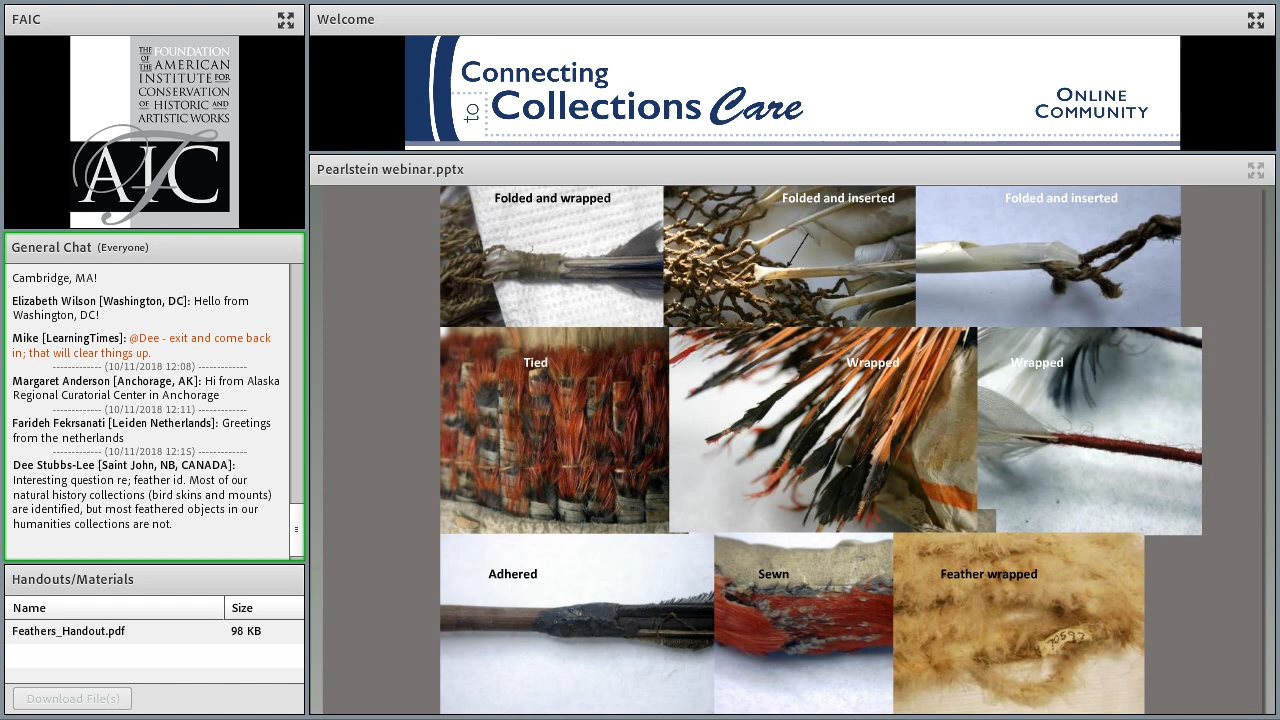 FAIC
THE FOUNDATION
OF THE AMERICAN
INSTITUTE FOR
CONSERVATION
OF HISTORIC AND
ARTISTIC WORKS
FAIC
Welcome
Connecting
to Collections Care
ONLINE
COMMUNITY
General Chat (Everyone)
Cambridge, MA!
Elizabeth Wilson [Washington, DC]: Hello from
Washington, DC!
Mike [LearningTimes]: @Dee - exit and come back
in; that will clear things up.
------------- (10/11/2018 12:08) -------------
Margaret Anderson [Anchorage, AK]: Hi from Alaska
Regional Curatorial Center in Anchorage
------------- (10/11/2018 12:11) -------------
Farideh Fekrsanati [Leiden Netherlands]: Greetings
from the netherlands
------------- (10/11/2018 12:15) -------------
Dee Stubbs-Lee [Saint John, NB, CANADA]:
Interesting question re; feather id. Most of our
natural history collections (bird skins and mounts)
are identified, but most feathered objects in our
humanities collections are not.
Handouts/Materials
Name Size
Feathers_Handout.pdf 98 KB
Download File(s)
Pearlstein webinar.pptx
Folded and wrapped
Folded and inserted
Folded and inserted
Tied
Wrapped
Wrapped
Adhered
Sewn
Feather wrapped